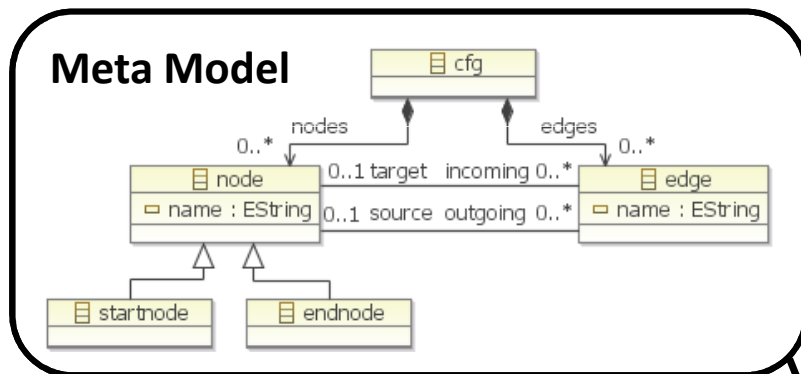 Meta Model
cfg
nodes
edges
0..*
0..*
node
0..1 target incoming 0..*
edge
name : EString
0..1 source outgoing 0..*
name : EString
startnode
endnode